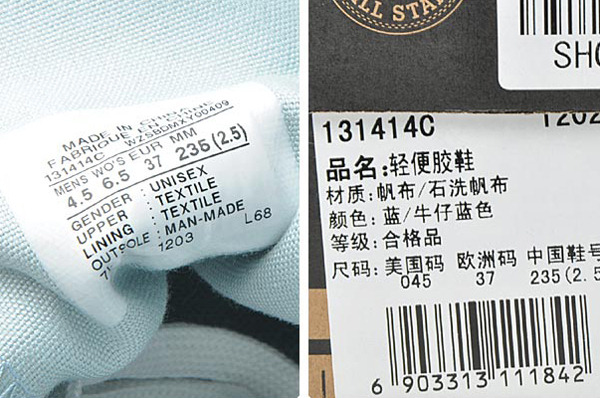 MADE IN CHINA
FABRIQUE EN CHINE
131414C WZSBDMXY00409
MENS WO'S EUR MM
4.5 6.5 37 235(2.5)
GENDER : UNISEX
UPPER : TEXTILE
LINING : TEXTILE
OUTSOLE : MAN-MADE
1203 L68
ALL STAR
SHO
131414C 1202
品名:轻便胶鞋
材质:帆布/石洗帆布
颜色:蓝/牛仔蓝色
等级:合格品
尺码:美国码 欧洲码 中国鞋号
045 37 235(2.5
6 903313 111842